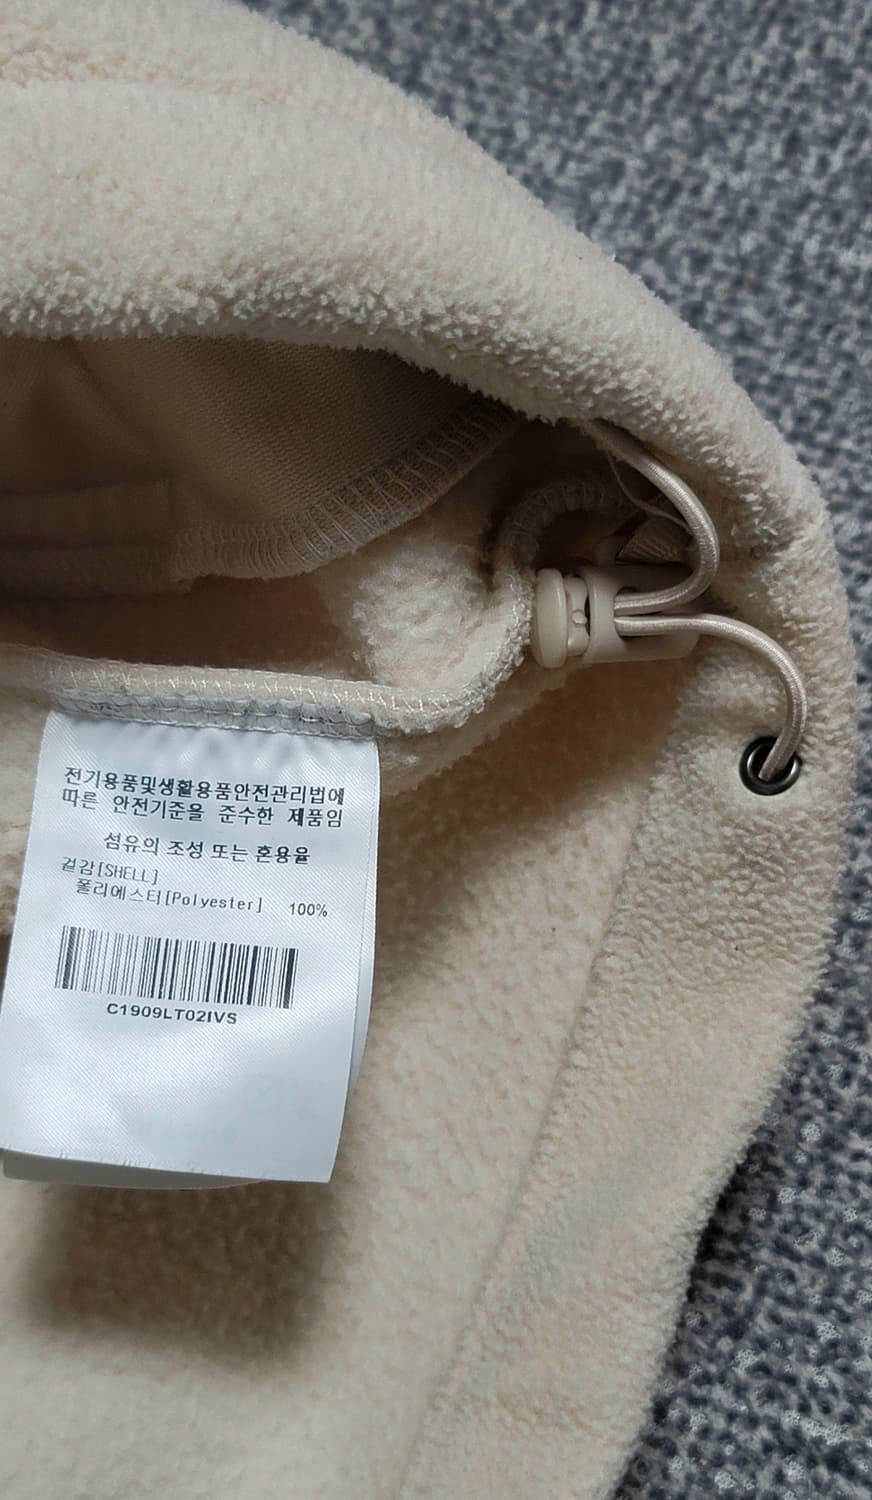 전기용품및생활용품안전관리법에
따른 안전기준을 준수한 제품임
섬유의 조성 또는 혼용율
겉감[SHELL]
폴리에스터[Polyester] 100%
C1909LT02IVS